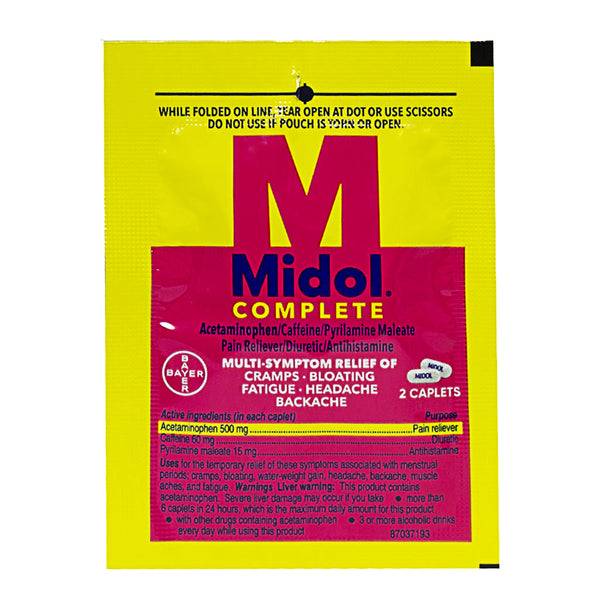 WHILE FOLDED ON LINE, TEAR OPEN AT DOT OR USE SCISSORS
DO NOT USE IF POUCH IS TORN OR OPEN.
M
Midol®
COMPLETE
Acetaminophen/Caffeine/Pyrilamine Maleate
Pain Reliever/Diuretic/Antihistamine
BAYER
BAYER
MULTI-SYMPTOM RELIEF OF
CRAMPS · BLOATING
FATIGUE · HEADACHE
BACKACHE
MIDOL
MIDOL
2 CAPLETS
Active ingredients (in each caplet) Purpose
Acetaminophen 500 mg Pain reliever
Caffeine 60 mg Diuretic
Pyrilamine maleate 15 mg Antihistamine
Uses for the temporary relief of these symptoms associated with menstrual
periods: cramps, bloating, water-weight gain, headache, backache, muscle
aches, and fatigue. Warnings Liver warning: This product contains
acetaminophen. Severe liver damage may occur if you take • more than
6 caplets in 24 hours, which is the maximum daily amount for this product
• with other drugs containing acetaminophen • 3 or more alcoholic drinks
every day while using this product 87037193